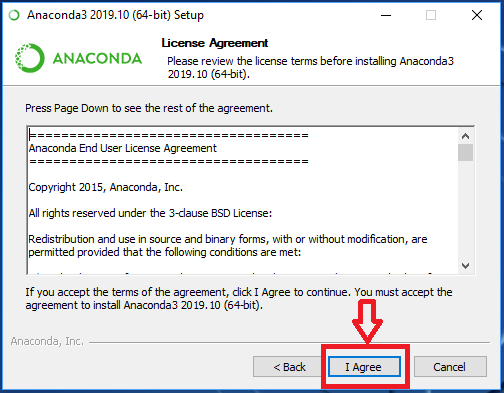 Anaconda3 2019.10 (64-bit) Setup
ANACONDA
License Agreement
Please review the license terms before installing Anaconda3
2019.10 (64-bit).
Press Page Down to see the rest of the agreement.
===================================
Anaconda End User License Agreement
===================================
Copyright 2015, Anaconda, Inc.
All rights reserved under the 3-clause BSD License:
Redistribution and use in source and binary forms, with or without modification, are
permitted provided that the following conditions are met:
If you accept the terms of the agreement, click I Agree to continue. You must accept the
agreement to install Anaconda3 2019.10 (64-bit).
Anaconda, Inc.
< Back
I Agree
Cancel